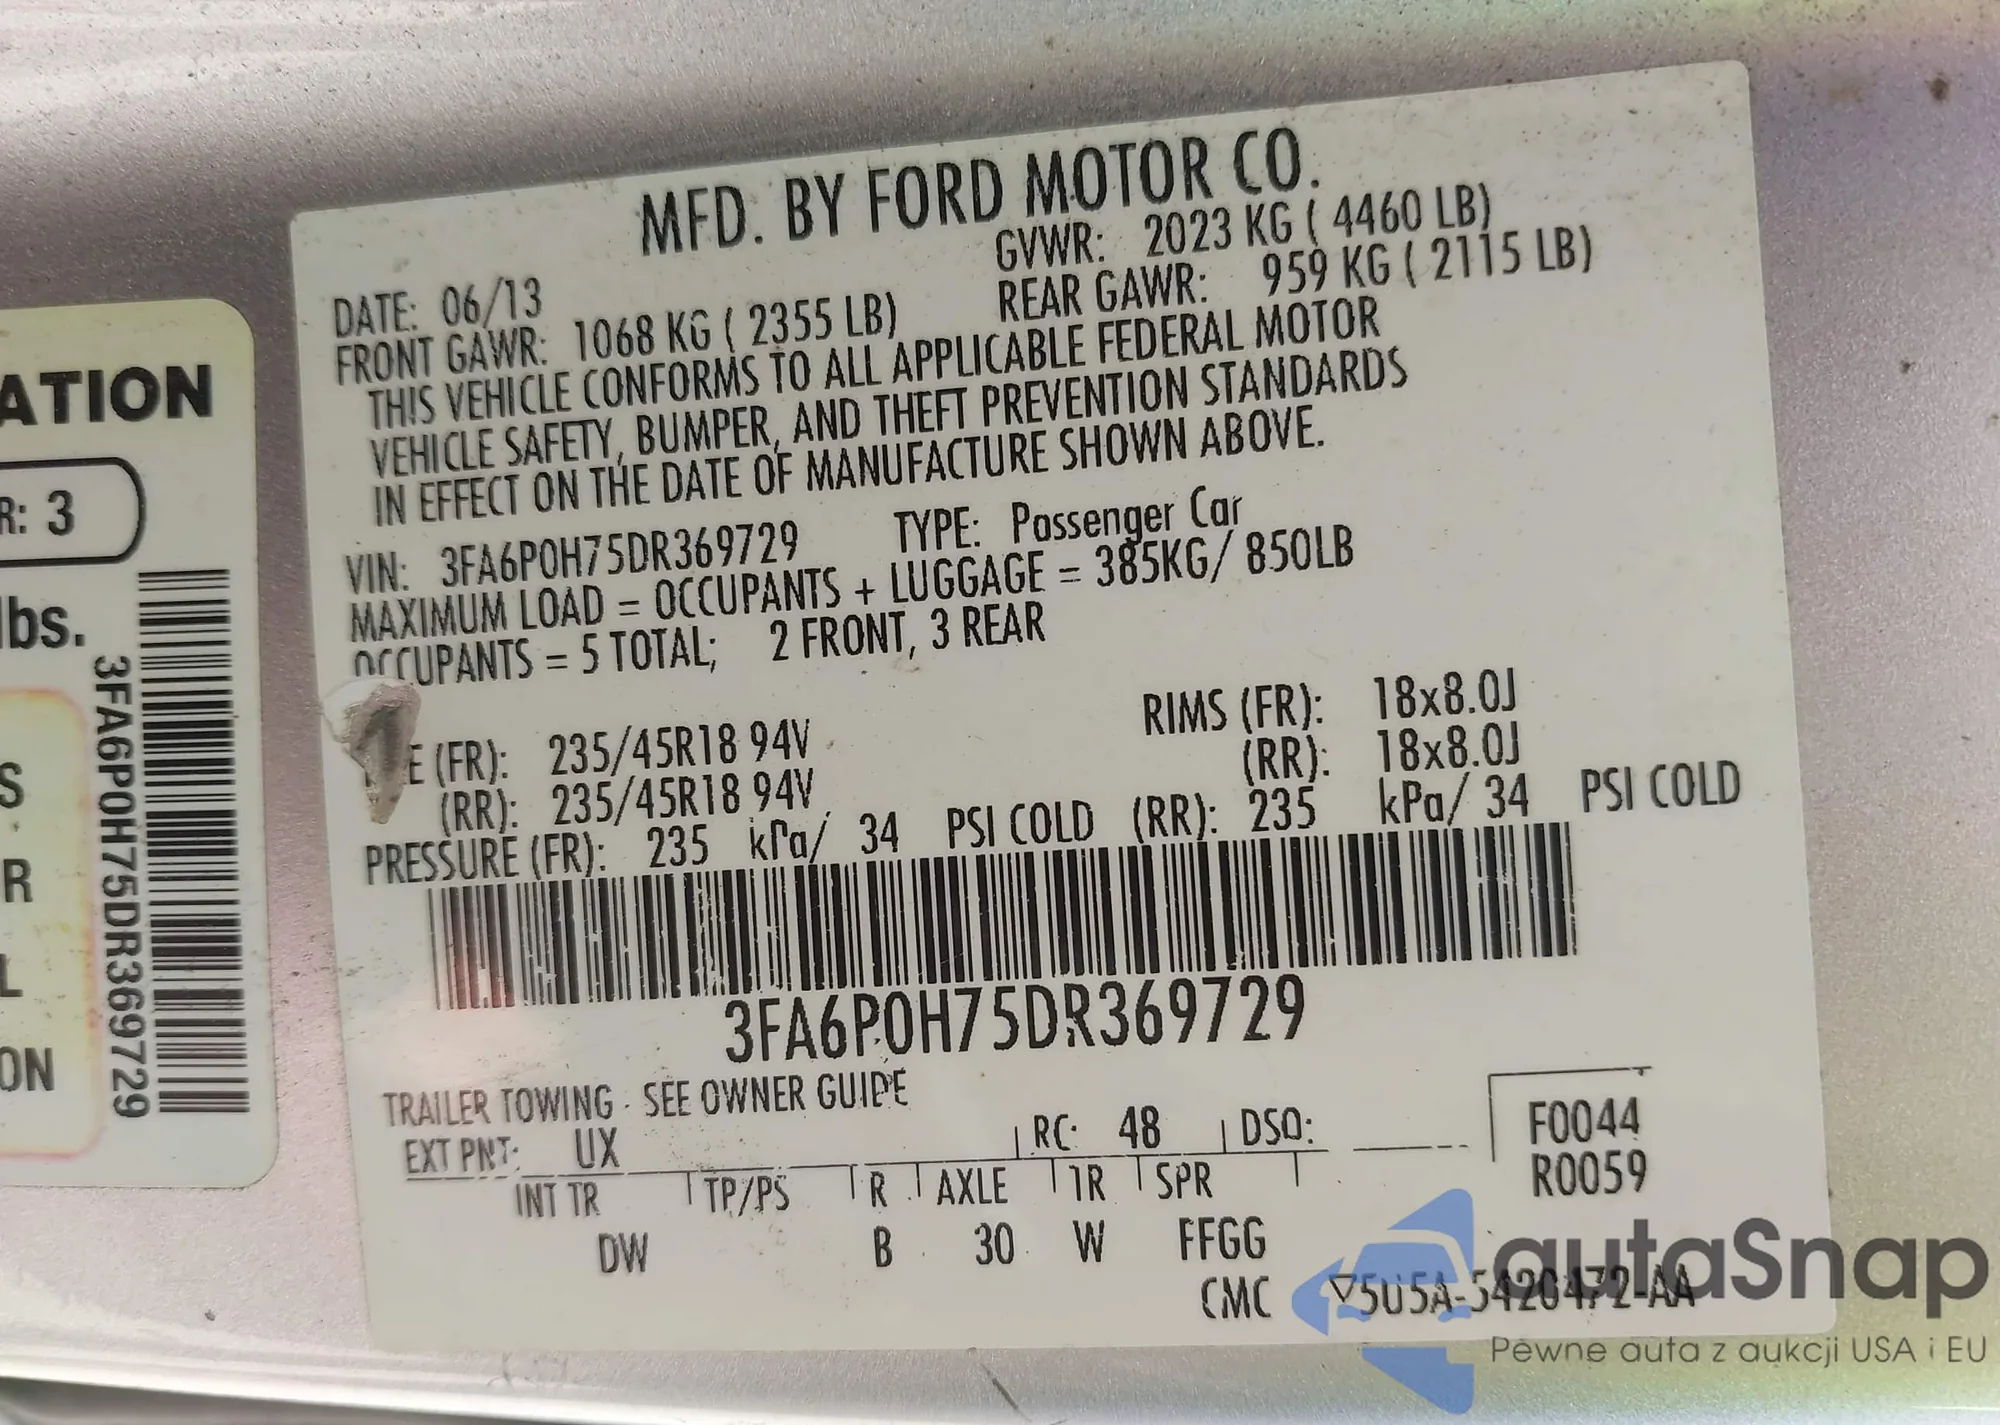 ATION
R: 3
lbs.
S
R
L
ON
3FA6P0H75DR369729
MFD. BY FORD MOTOR CO.
DATE: 06/13 GVWR: 2023 KG ( 4460 LB)
FRONT GAWR: 1068 KG ( 2355 LB) REAR GAWR: 959 KG ( 2115 LB)
THIS VEHICLE CONFORMS TO ALL APPLICABLE FEDERAL MOTOR
VEHICLE SAFETY, BUMPER, AND THEFT PREVENTION STANDARDS
IN EFFECT ON THE DATE OF MANUFACTURE SHOWN ABOVE.
VIN: 3FA6P0H75DR369729 TYPE: Passenger Car
MAXIMUM LOAD = OCCUPANTS + LUGGAGE = 385KG/ 850LB
OCCUPANTS = 5 TOTAL; 2 FRONT, 3 REAR
E (FR): 235/45R18 94V RIMS (FR): 18x8.0J
(RR): 235/45R18 94V (RR): 18x8.0J
PRESSURE (FR): 235 kPa/ 34 PSI COLD (RR): 235 kPa/ 34 PSI COLD
3FA6P0H75DR369729
TRAILER TOWING - SEE OWNER GUIDE
EXT PNT: UX RC: 48 DSO: F0044
INT TR TP/PS R AXLE TR SPR R0059
DW B 30 W FFGG
CMC ▽5U5A-5420472-AA
autaSnap
Pewne auta z aukcji USA i EU